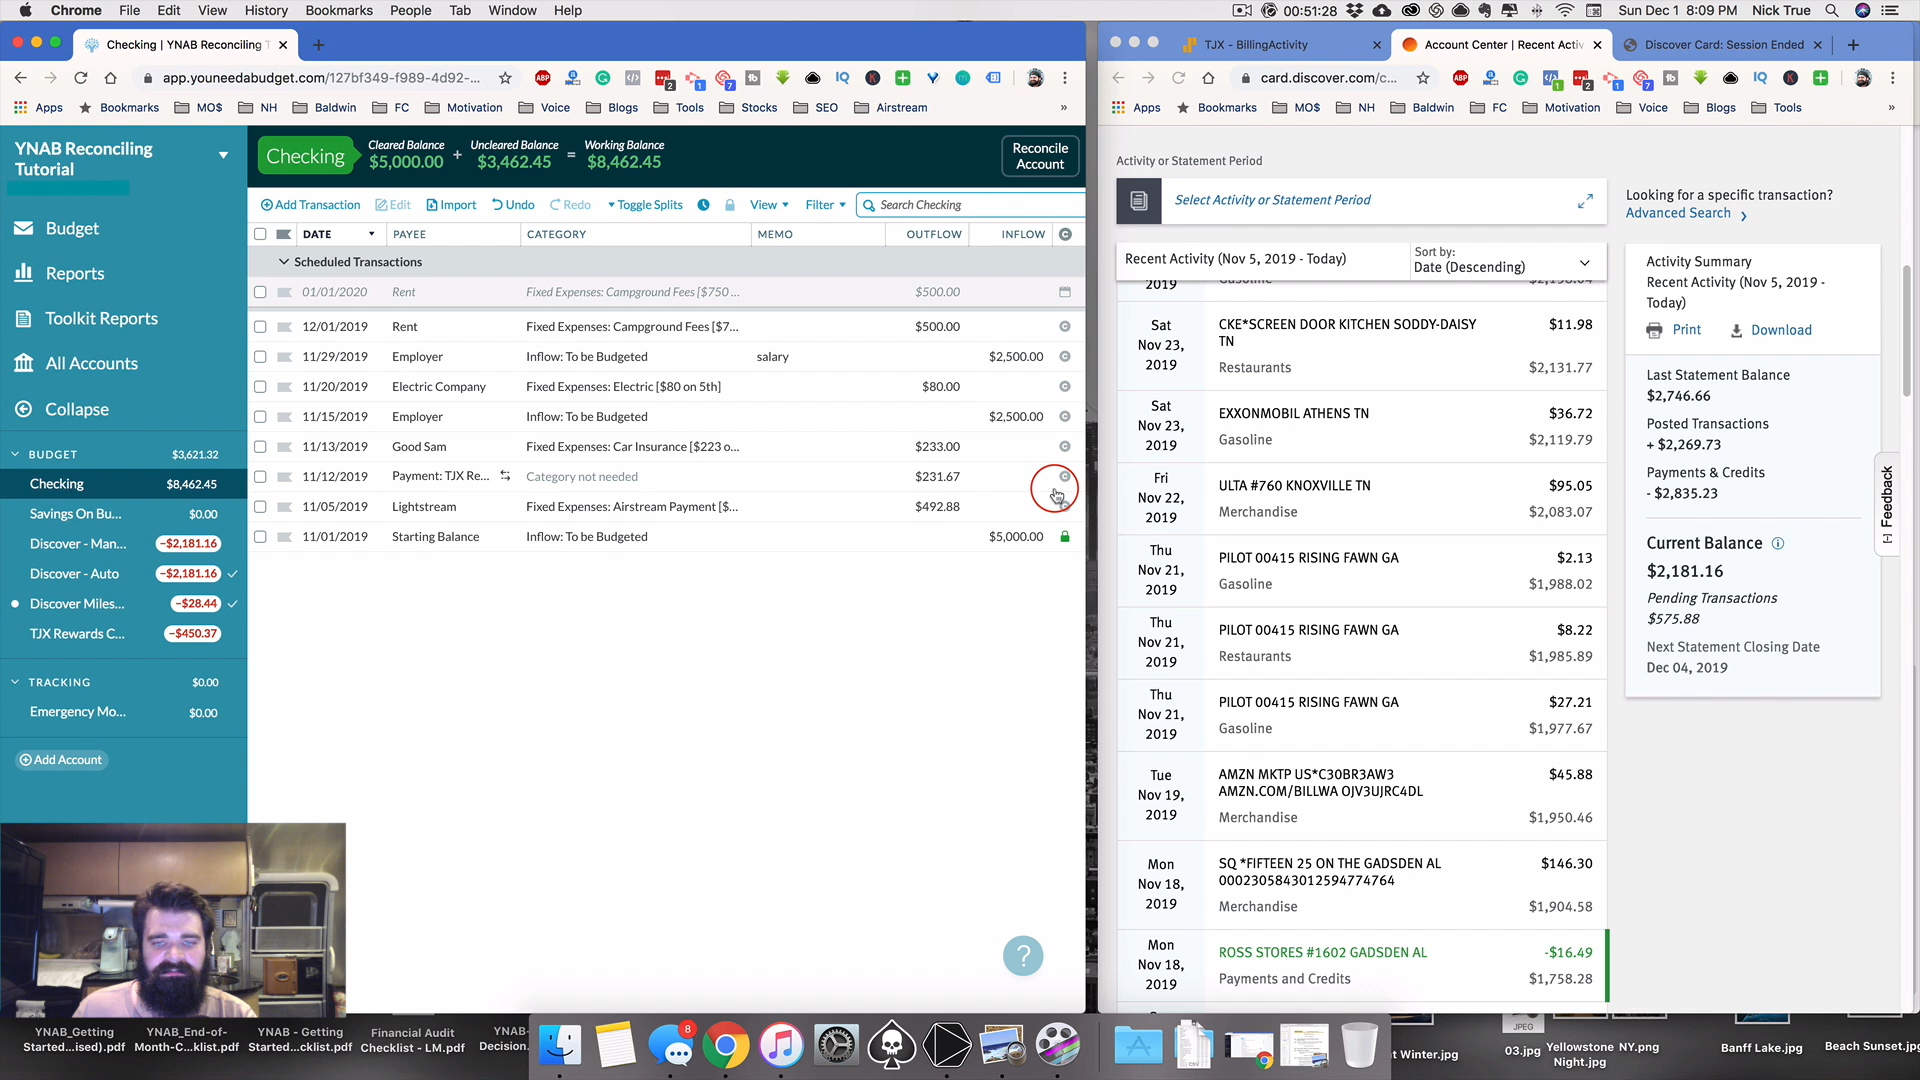 Chrome File Edit View History Bookmarks People Tab Window Help
00:51:28 Sun Dec 1 8:09 PM Nick True
Checking | YNAB Reconciling T
app.youneedabudget.com/127bf349-f989-4d92-...
Apps Bookmarks MO$ NH Baldwin FC Motivation Voice Blogs Tools Stocks SEO Airstream »
YNAB Reconciling
Tutorial
Budget
Reports
Toolkit Reports
All Accounts
Collapse
BUDGET $3,621.32
Checking $8,462.45
Savings On Bu... $0.00
Discover - Man... -$2,181.16
Discover - Auto -$2,181.16
Discover Miles... -$28.44
TJX Rewards C... -$450.37
TRACKING $0.00
Emergency Mo... $0.00
Add Account
Checking
Cleared Balance
$5,000.00
+
Uncleared Balance
$3,462.45
=
Working Balance
$8,462.45
Reconcile
Account
Add Transaction Edit Import Undo Redo Toggle Splits View Filter Search Checking
DATE PAYEE CATEGORY MEMO OUTFLOW INFLOW C
Scheduled Transactions
01/01/2020 Rent Fixed Expenses: Campground Fees [$750 ... $500.00
12/01/2019 Rent Fixed Expenses: Campground Fees [$7... $500.00
11/29/2019 Employer Inflow: To be Budgeted salary $2,500.00
11/20/2019 Electric Company Fixed Expenses: Electric [$80 on 5th] $80.00
11/15/2019 Employer Inflow: To be Budgeted $2,500.00
11/13/2019 Good Sam Fixed Expenses: Car Insurance [$223 o... $233.00
11/12/2019 Payment: TJX Re... Category not needed $231.67
11/05/2019 Lightstream Fixed Expenses: Airstream Payment [$... $492.88
11/01/2019 Starting Balance Inflow: To be Budgeted $5,000.00
?
TJX - BillingActivity
Account Center | Recent Activ
Discover Card: Session Ended
card.discover.com/c...
Apps Bookmarks MO$ NH Baldwin FC Motivation Voice Blogs Tools »
Activity or Statement Period
Select Activity or Statement Period
Recent Activity (Nov 5, 2019 - Today)
Sort by:
Date (Descending)
2019
Sat
Nov 23,
2019
CKE*SCREEN DOOR KITCHEN SODDY-DAISY
TN
$11.98
Restaurants $2,131.77
Sat
Nov 23,
2019
EXXONMOBIL ATHENS TN $36.72
Gasoline $2,119.79
Fri
Nov 22,
2019
ULTA #760 KNOXVILLE TN $95.05
Merchandise $2,083.07
Thu
Nov 21,
2019
PILOT 00415 RISING FAWN GA $2.13
Gasoline $1,988.02
Thu
Nov 21,
2019
PILOT 00415 RISING FAWN GA $8.22
Restaurants $1,985.89
Thu
Nov 21,
2019
PILOT 00415 RISING FAWN GA $27.21
Gasoline $1,977.67
Tue
Nov 19,
2019
AMZN MKTP US*C30BR3AW3
AMZN.COM/BILLWA OJV3UJRC4DL
$45.88
Merchandise $1,950.46
Mon
Nov 18,
2019
SQ *FIFTEEN 25 ON THE GADSDEN AL
0002305843012594774764
$146.30
Merchandise $1,904.58
Mon
Nov 18,
2019
ROSS STORES #1602 GADSDEN AL -$16.49
Payments and Credits $1,758.28
Looking for a specific transaction?
Advanced Search
Activity Summary
Recent Activity (Nov 5, 2019 -
Today)
Print Download
Last Statement Balance
$2,746.66
Posted Transactions
+ $2,269.73
Payments & Credits
- $2,835.23
Current Balance
$2,181.16
Pending Transactions
$575.88
Next Statement Closing Date
Dec 04, 2019
[-] Feedback
YNAB_Getting
Started...ised).pdf
YNAB_End-of-
Month-C...klist.pdf
YNAB - Getting
Started...cklist.pdf
Financial Audit
Checklist - LM.pdf
YNAB-
Decision.
8
Winter.jpg
JPEG
03.jpg
Yellowstone
Night.jpg
NY.png
Banff Lake.jpg
Beach Sunset.jpg